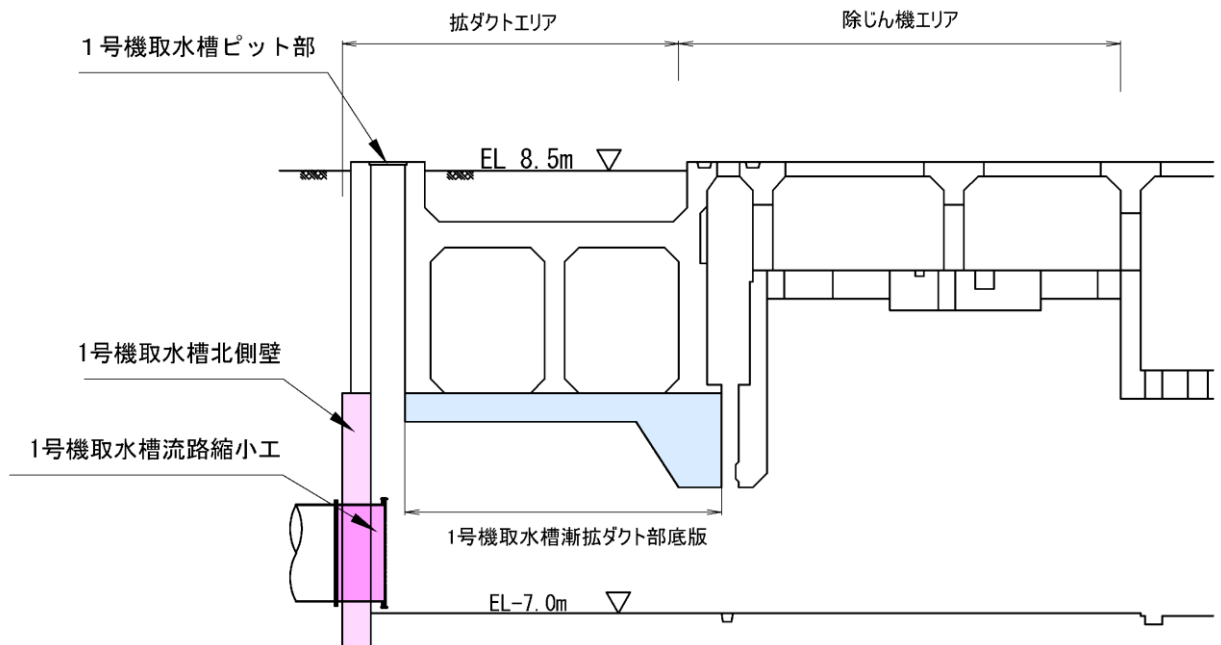 拡ダクトエリア
除じん機エリア
1号機取水槽ピット部
EL 8.5m
1号機取水槽北側壁
1号機取水槽流路縮小工
1号機取水槽漸拡ダクト部底版
EL-7.0m